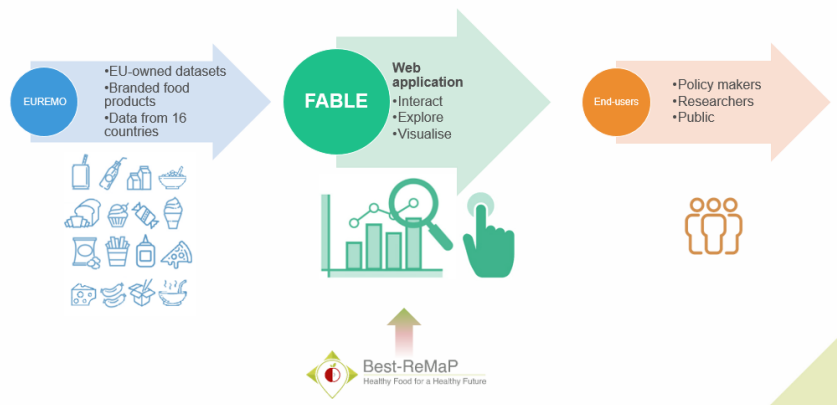 EUREMO
•EU-owned datasets
•Branded food
products
•Data from 16
countries
FABLE
Web
application
•Interact
•Explore
•Visualise
End-users
•Policy makers
•Researchers
•Public
Best-ReMaP
Healthy Food for a Healthy Future